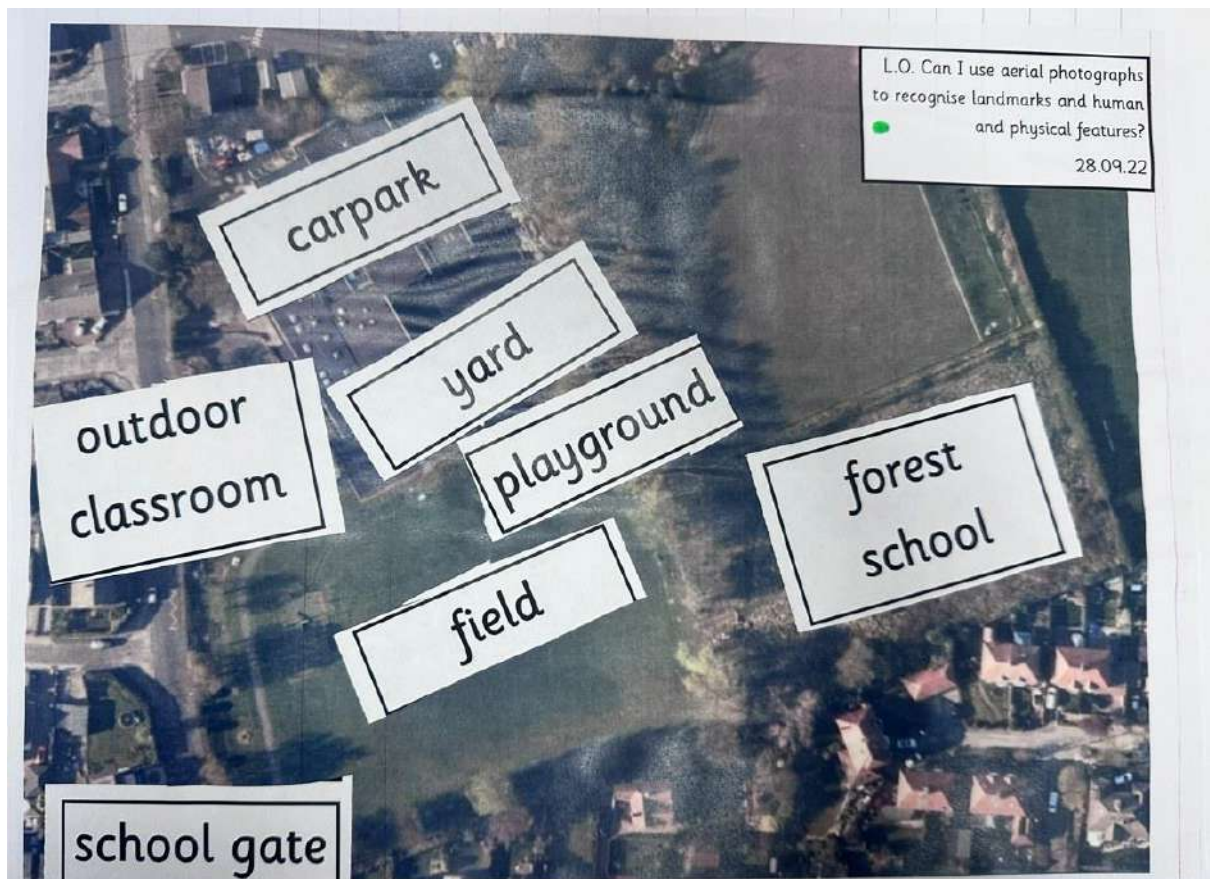 L.O. Can I use aerial photographs
to recognise landmarks and human
and physical features?
28.09.22
carpark
yard
playground
outdoor
classroom
forest
school
field
school gate